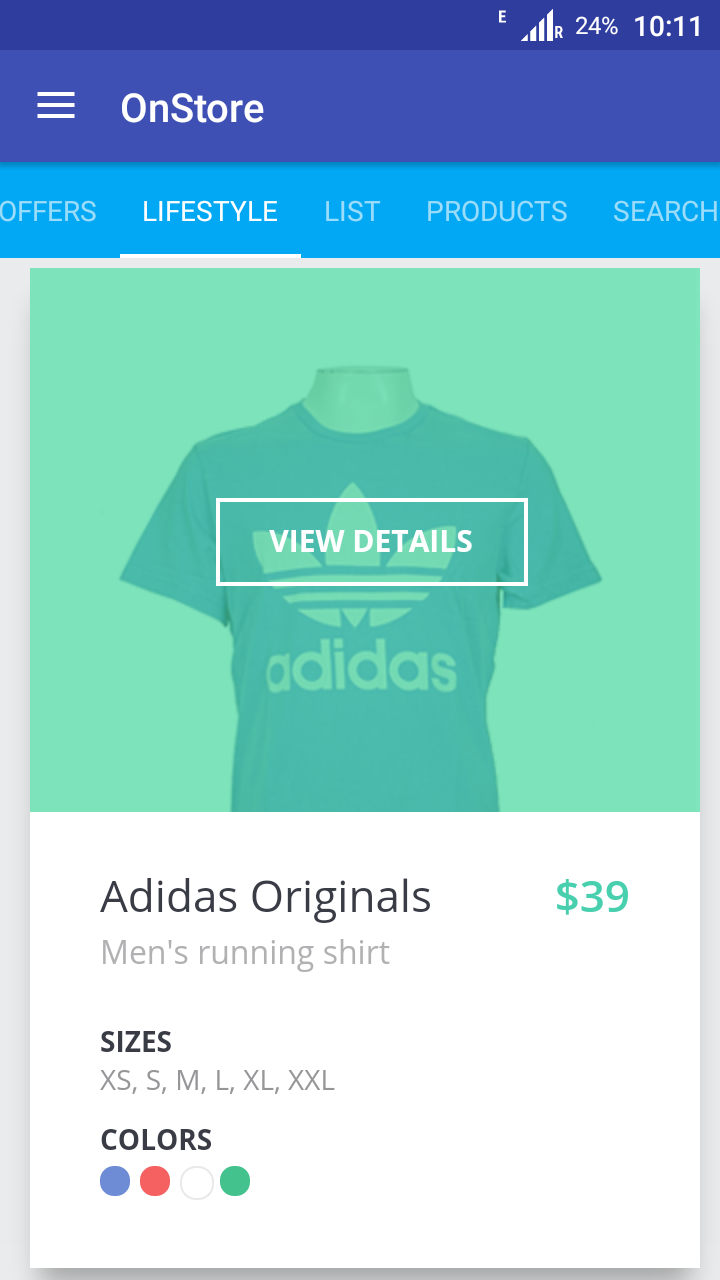 E R 24% 10:11
OnStore
OFFERS LIFESTYLE LIST PRODUCTS SEARCH
VIEW DETAILS
adidas
Adidas Originals $39
Men's running shirt
SIZES
XS, S, M, L, XL, XXL
COLORS